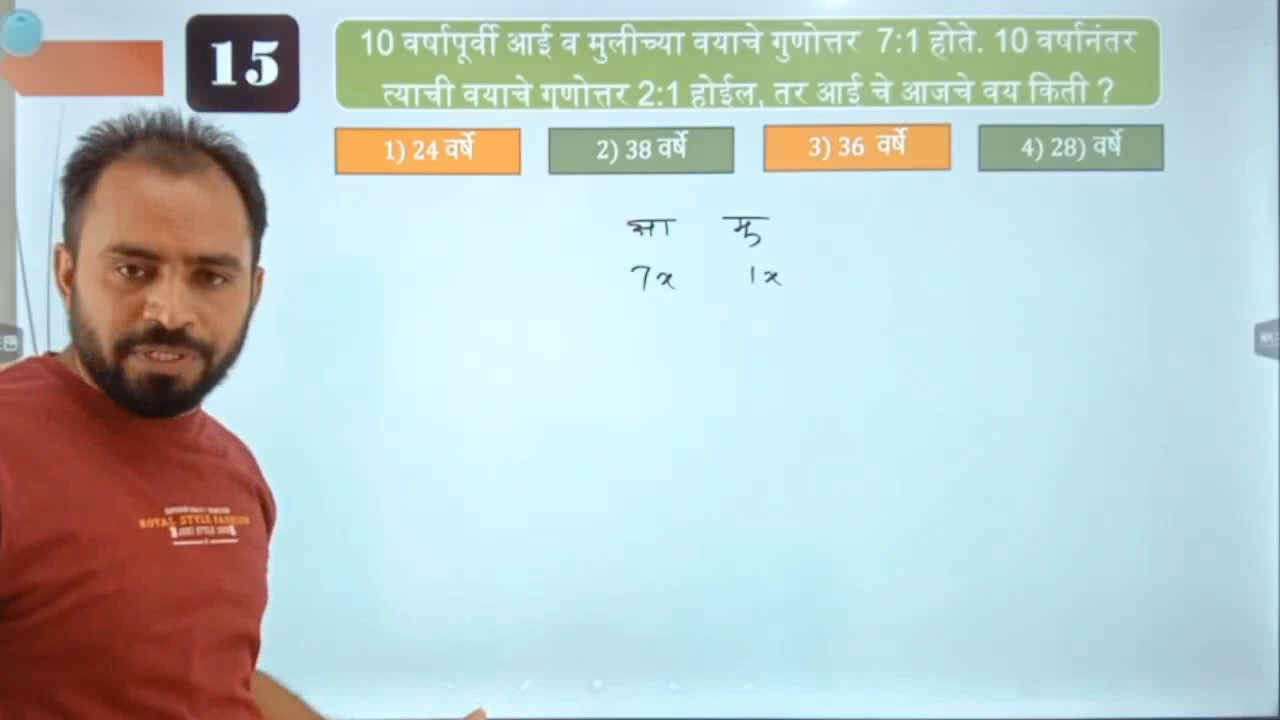 15
10 वर्षापूर्वी आई व मुलीच्या वयाचे गुणोत्तर 7:1 होते. 10 वर्षानंतर
त्याची वयाचे गुणोत्तर 2:1 होईल, तर आई चे आजचे वय किती ?
1) 24 वर्षे
2) 38 वर्षे
3) 36 वर्षे
4) 28) वर्षे
मु
7x 1x
ROYAL STYLE FASHION